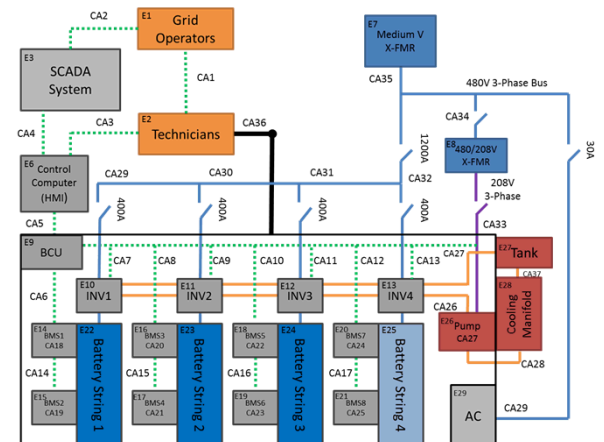 E1
Grid
Operators
CA2
E3
SCADA
System
CA1
E7
Medium V
X-FMR
CA35
480V 3-Phase Bus
CA34
E8
480/208V
X-FMR
30A
E2
Technicians
CA36
CA3
CA4
E6
Control
Computer
(HMI)
1200A
208V
3-Phase
CA29
CA30
CA31
CA32
CA33
400A
400A
400A
400A
CA5
E9
BCU
CA7
CA8
CA9
CA10
CA11
CA12
CA13
CA27
E27
Tank
CA37
E10
INV1
E11
INV2
E12
INV3
E13
INV4
CA6
CA26
E28
Cooling
Manifold
E26
Pump
CA27
CA28
E14
BMS1
CA18
E22
Battery String 1
E16
BMS3
CA20
E23
Battery String 2
E18
BMS5
CA22
E24
Battery String 3
E20
BMS7
CA24
E25
Battery String 4
CA14
CA15
CA16
CA17
E15
BMS2
CA19
E17
BMS4
CA21
E19
BMS6
CA23
E21
BMS8
CA25
E29
AC
CA29